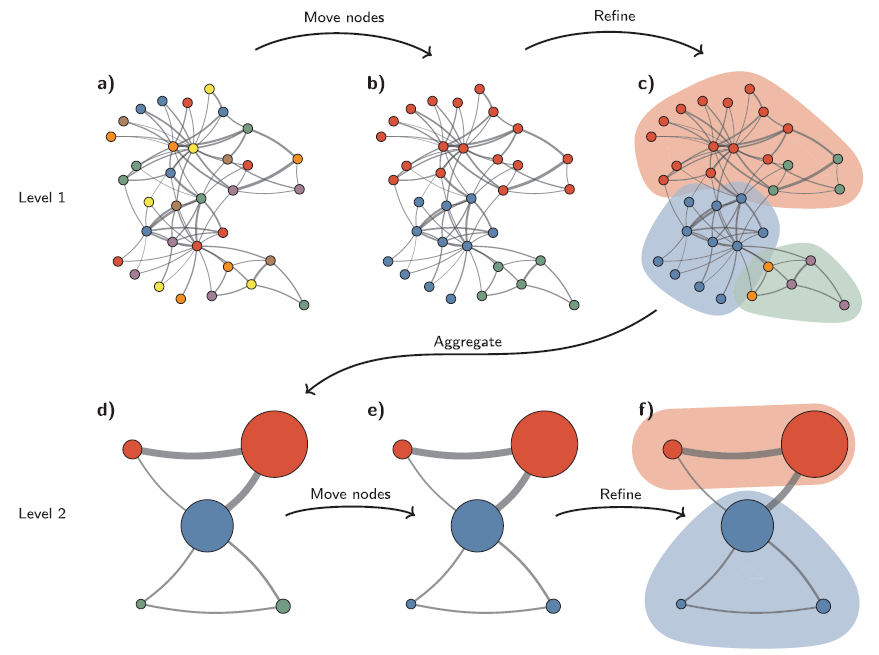 Move nodes
Refine
a)
b)
c)
Level 1
Aggregate
d)
e)
f)
Move nodes
Refine
Level 2